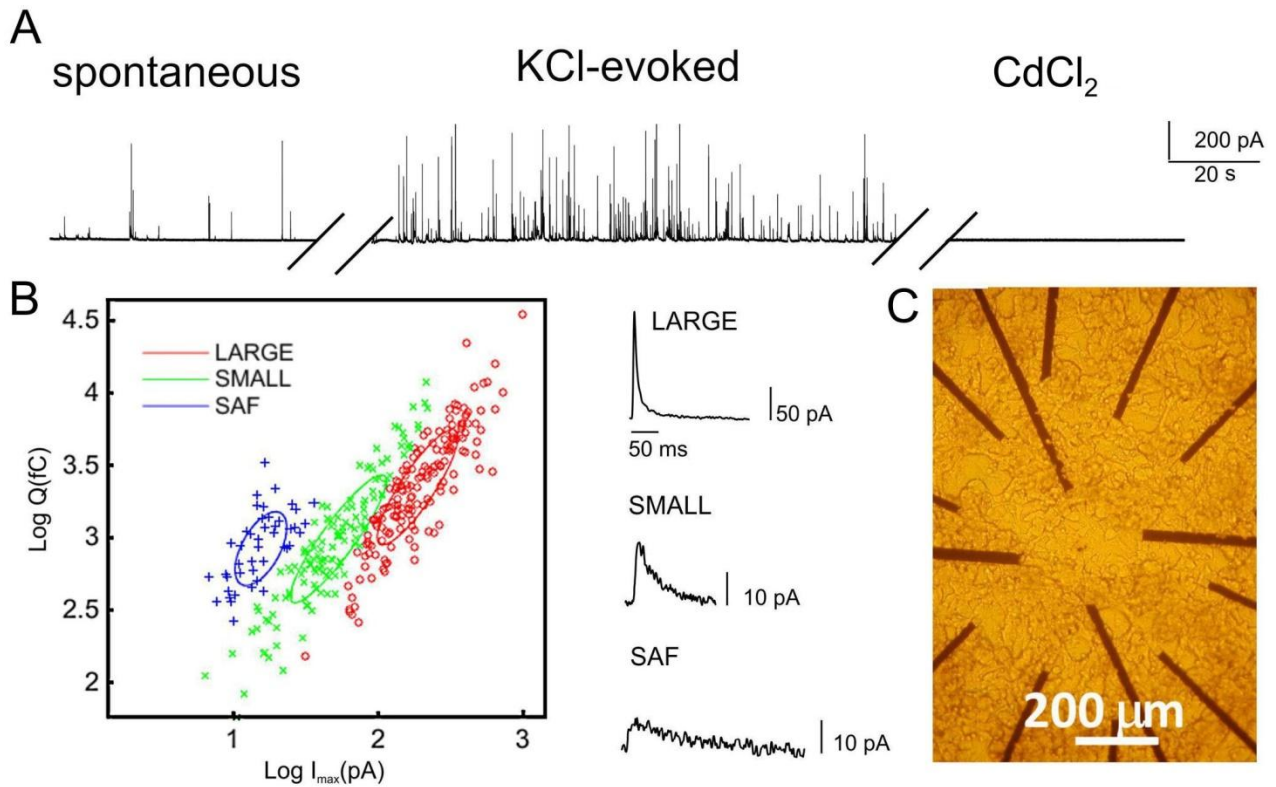 A
spontaneous
KCl-evoked
CdCl₂
200 pA
20 s
B
4.5
4
3.5
3
2.5
2
Log Q(fC)
LARGE
SMALL
SAF
1
2
3
Log Iₘₐₓ(pA)
LARGE
50 pA
50 ms
SMALL
10 pA
SAF
10 pA
C
200 µm